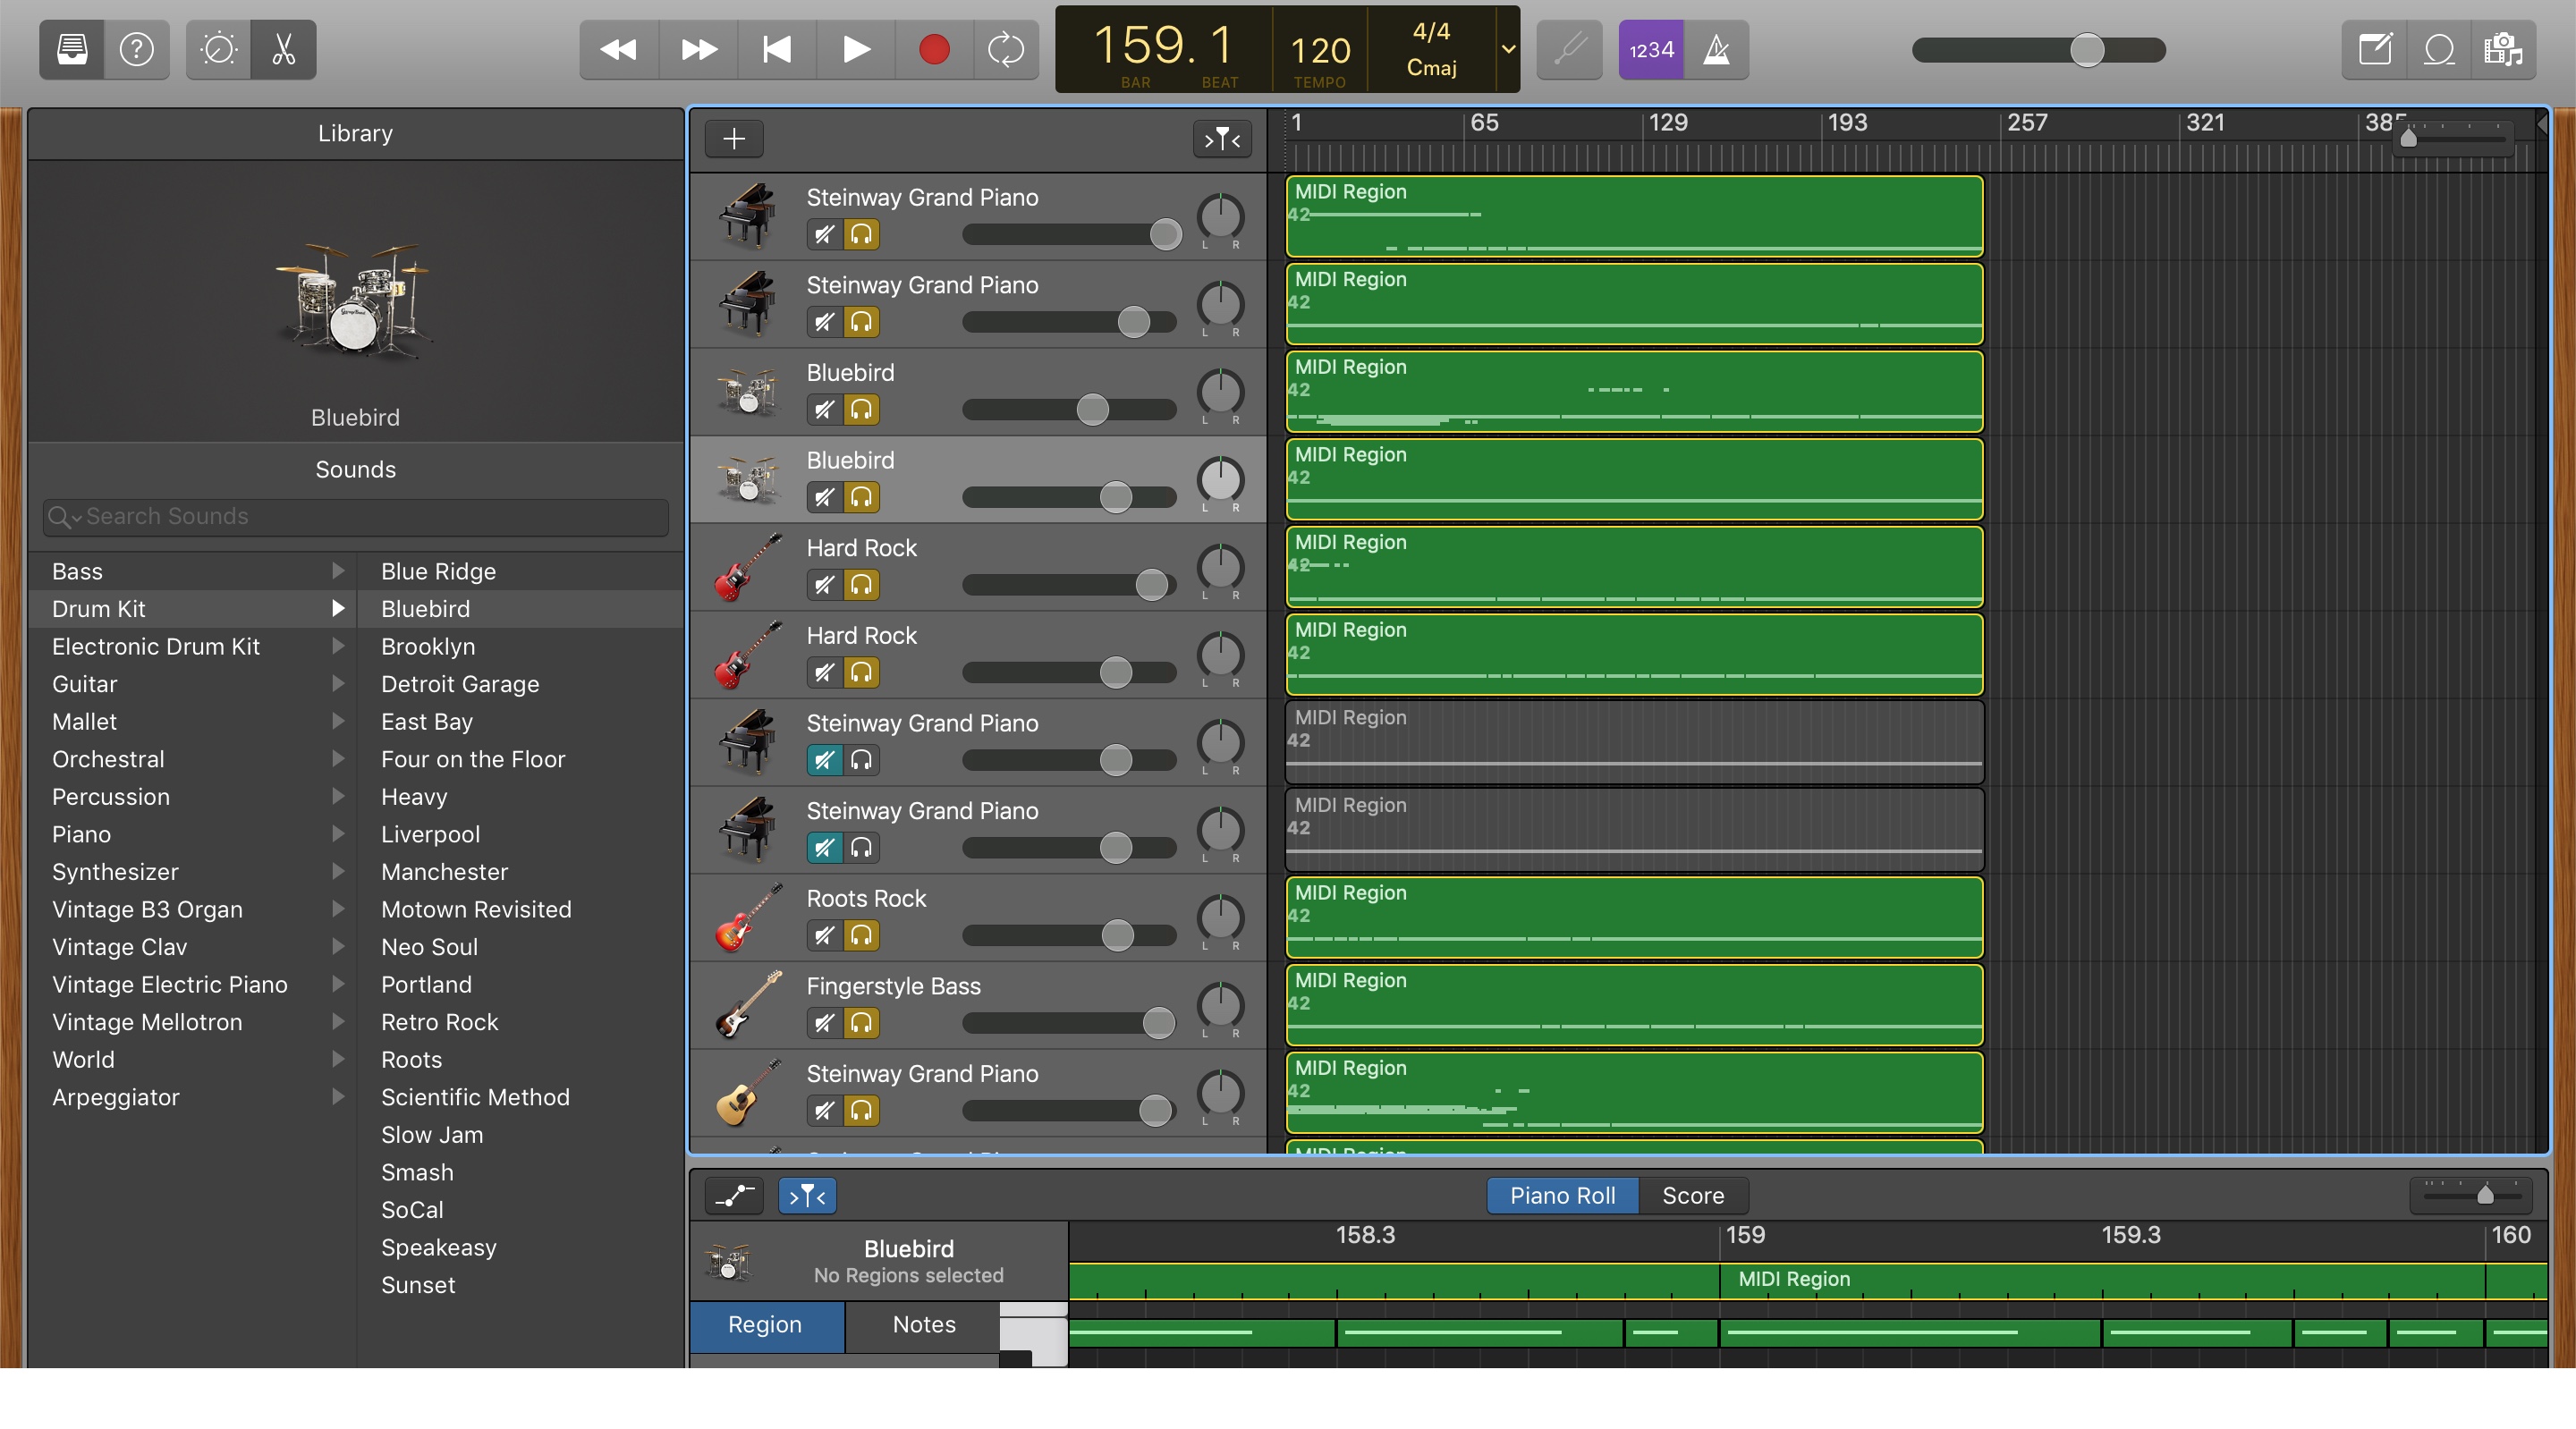 159. 1
BAR BEAT
120
TEMPO
4/4
Cmaj
1234
Library
Bluebird
Sounds
Search Sounds
Bass
Drum Kit
Electronic Drum Kit
Guitar
Mallet
Orchestral
Percussion
Piano
Synthesizer
Vintage B3 Organ
Vintage Clav
Vintage Electric Piano
Vintage Mellotron
World
Arpeggiator
Blue Ridge
Bluebird
Brooklyn
Detroit Garage
East Bay
Four on the Floor
Heavy
Liverpool
Manchester
Motown Revisited
Neo Soul
Portland
Retro Rock
Roots
Scientific Method
Slow Jam
Smash
SoCal
Speakeasy
Sunset
1 65 129 193 257 321 385
Steinway Grand Piano
L R
MIDI Region
42
Steinway Grand Piano
L R
MIDI Region
42
Bluebird
L R
MIDI Region
42
Bluebird
L R
MIDI Region
42
Hard Rock
L R
MIDI Region
42
Hard Rock
L R
MIDI Region
42
Steinway Grand Piano
L R
MIDI Region
42
Steinway Grand Piano
L R
MIDI Region
42
Roots Rock
L R
MIDI Region
42
Fingerstyle Bass
L R
MIDI Region
42
Steinway Grand Piano
L R
MIDI Region
42
MIDI Region
Piano Roll Score
Bluebird
No Regions selected
158.3 159 159.3 160
MIDI Region
Region Notes